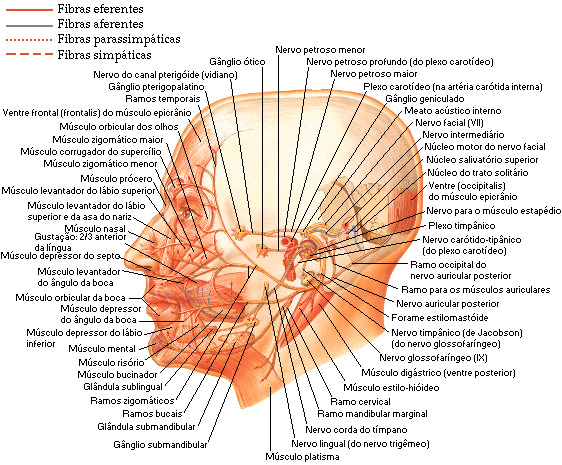 Fibras eferentes
Fibras aferentes
Fibras parassimpáticas
Fibras simpáticas
Nervo petroso menor
Gânglio ótico
Nervo petroso profundo (do plexo carotídeo)
Nervo do canal pterigóide (vidiano)
Nervo petroso maior
Gânglio pterigopalatino
Plexo carotídeo (na artéria carótida interna)
Ramos temporais
Gânglio geniculado
Ventre frontal (frontalis) do músculo epicrânio
Meato acústico interno
Músculo orbicular dos olhos
Nervo facial (VII)
Músculo zigomático maior
Nervo intermediário
Músculo corrugador do supercílio
Núcleo motor do nervo facial
Músculo zigomático menor
Núcleo salivatório superior
Músculo prócero
Núcleo do trato solitário
Músculo levantador do lábio superior
Ventre (occipitalis)
do músculo epicrânio
Músculo levantador do lábio
superior e da asa do nariz
Nervo para o músculo estapédio
Músculo nasal
Plexo timpânico
Gustação: 2/3 anterior
da língua
Nervo carótido-tipânico
(do plexo carotídeo)
Músculo depressor do septo
Ramo occipital do
nervo auricular posterior
Músculo levantador
do ângulo da boca
Ramo para os músculos auriculares
Músculo orbicular da boca
Nervo auricular posterior
Músculo depressor
do ângulo da boca
Forame estilomastóide
Músculo depressor do lábio
inferior
Nervo timpânico (de Jacobson)
(do nervo glossofaríngeo)
Músculo mental
Nervo glossofaríngeo (IX)
Músculo risório
Músculo digástrico (ventre posterior)
Músculo bucinador
Músculo estilo-hióideo
Glândula sublingual
Ramo cervical
Ramos zigomáticos
Ramo mandibular marginal
Ramos bucais
Glândula submandibular
Nervo corda do tímpano
Gânglio submandibular
Nervo lingual (do nervo trigêmeo)
Músculo platisma